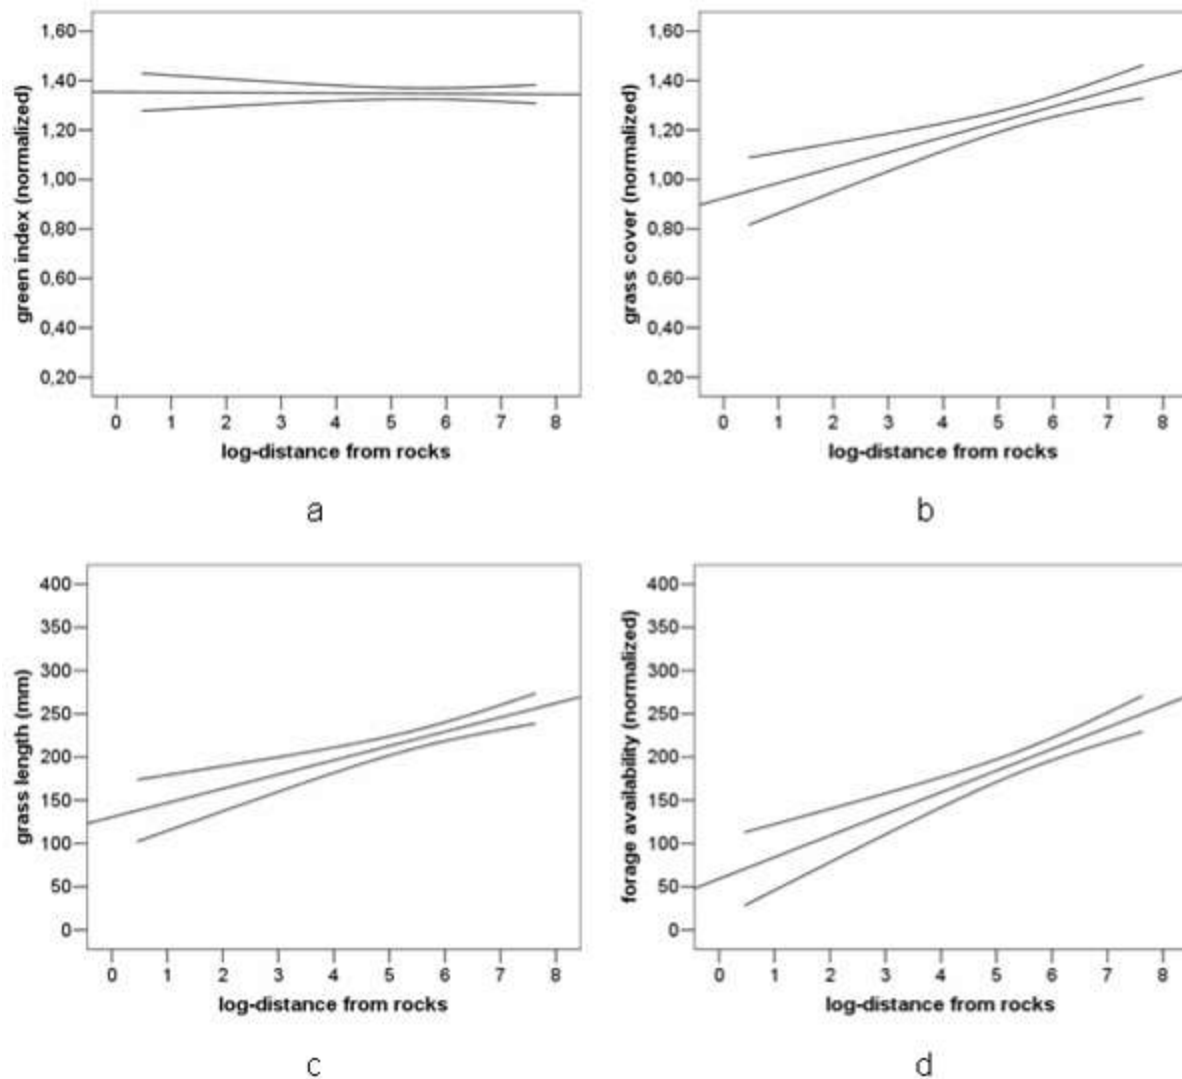 green index (normalized)
1,60
1,40
1,20
1,00
0,80
0,60
0,40
0,20
0 1 2 3 4 5 6 7 8
log-distance from rocks
a
grass cover (normalized)
1,60
1,40
1,20
1,00
0,80
0,60
0,40
0,20
0 1 2 3 4 5 6 7 8
log-distance from rocks
b
grass length (mm)
400
350
300
250
200
150
100
50
0
0 1 2 3 4 5 6 7 8
log-distance from rocks
c
forage availability (normalized)
400
350
300
250
200
150
100
50
0
0 1 2 3 4 5 6 7 8
log-distance from rocks
d